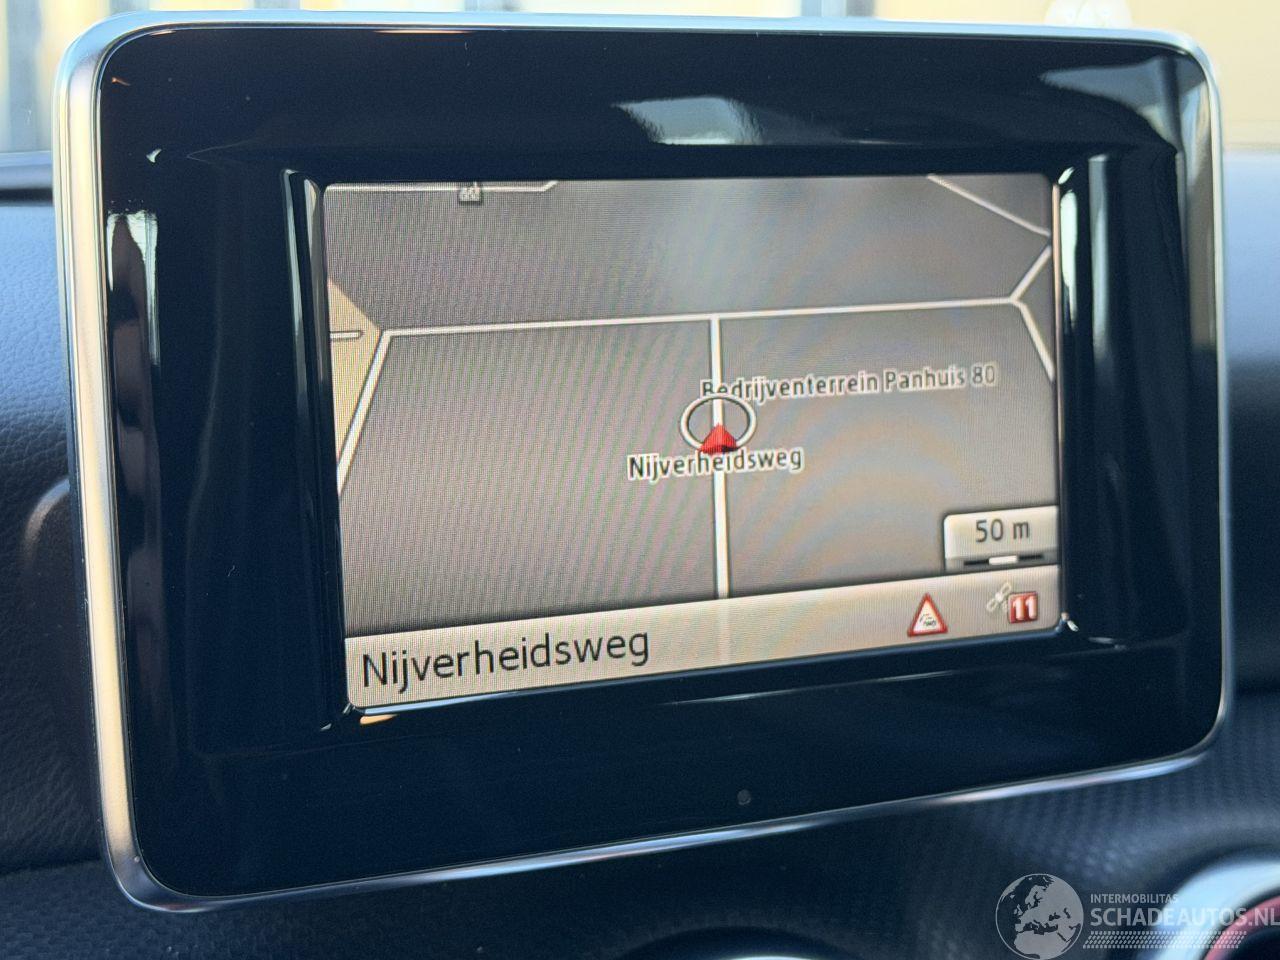 Bedrijventerrein Panhuis 80
Nijverheidsweg
50 m
11
Nijverheidsweg
INTERMOBILITAS
SCHADEAUTOS.NL